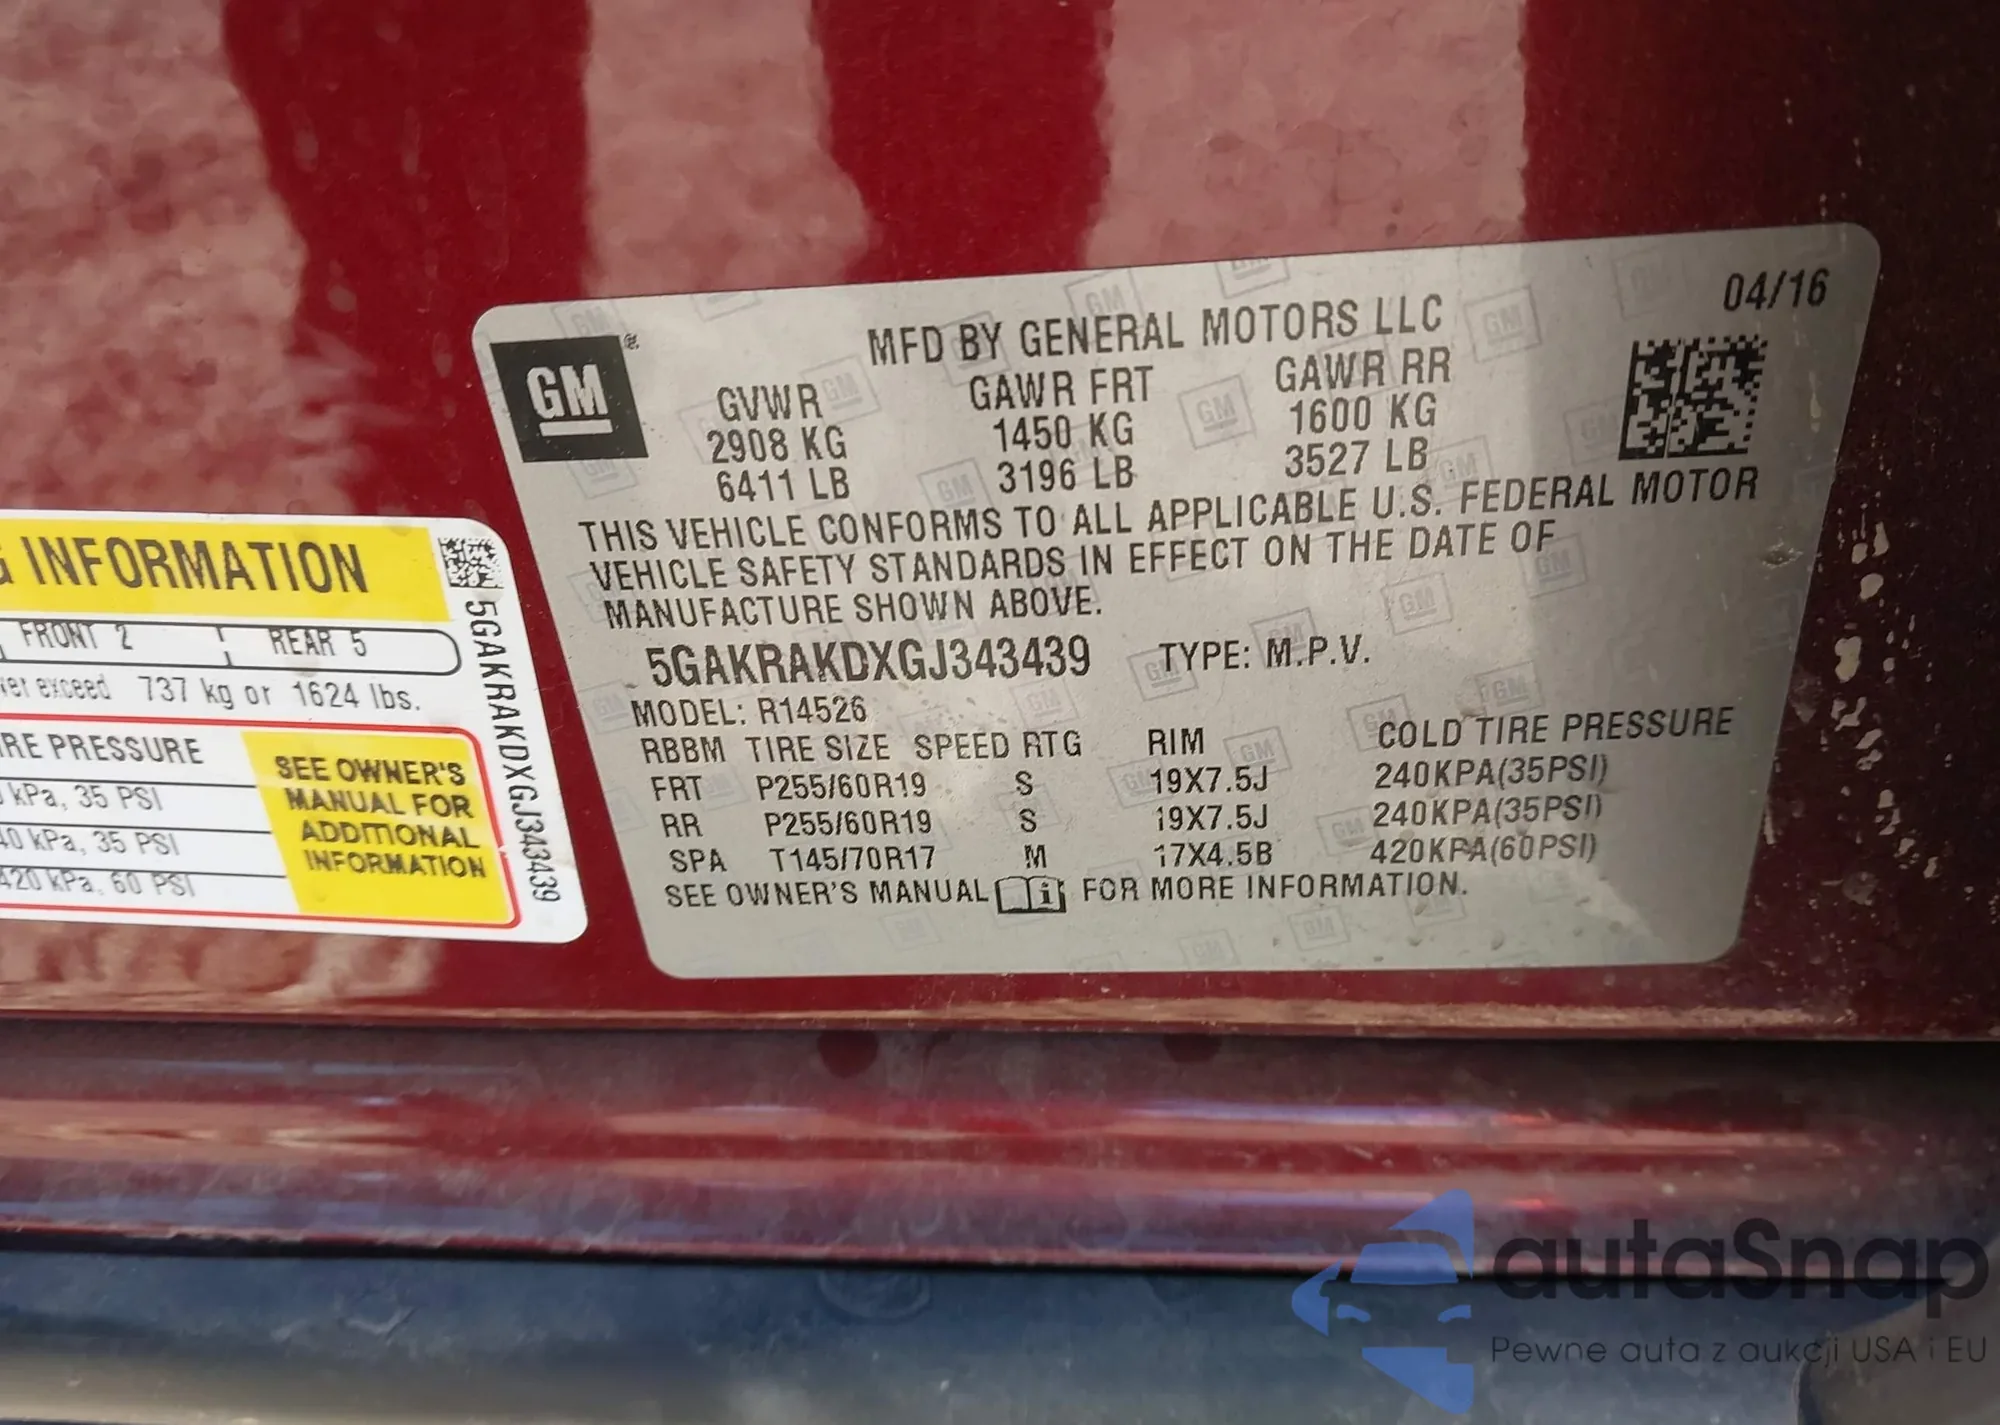 04/16
GM®
MFD BY GENERAL MOTORS LLC
GVWR GAWR FRT GAWR RR
2908 KG 1450 KG 1600 KG
6411 LB 3196 LB 3527 LB
THIS VEHICLE CONFORMS TO ALL APPLICABLE U.S. FEDERAL MOTOR
VEHICLE SAFETY STANDARDS IN EFFECT ON THE DATE OF
MANUFACTURE SHOWN ABOVE.
5GAKRAKDXGJ343439 TYPE: M.P.V.
MODEL: R14526
RBBM TIRE SIZE SPEED RTG RIM COLD TIRE PRESSURE
FRT P255/60R19 S 19X7.5J 240KPA(35PSI)
RR P255/60R19 S 19X7.5J 240KPA(35PSI)
SPA T145/70R17 M 17X4.5B 420KPA(60PSI)
SEE OWNER'S MANUAL FOR MORE INFORMATION.
INFORMATION
FRONT 2 REAR 5
exceed 737 kg or 1624 lbs.
PRESSURE
kPa, 35 PSI
kPa, 35 PSI
420 kPa, 60 PSI
SEE OWNER'S
MANUAL FOR
ADDITIONAL
INFORMATION
5GAKRAKDXGJ343439
autaSnap
Pewne auta z aukcji USA i EU